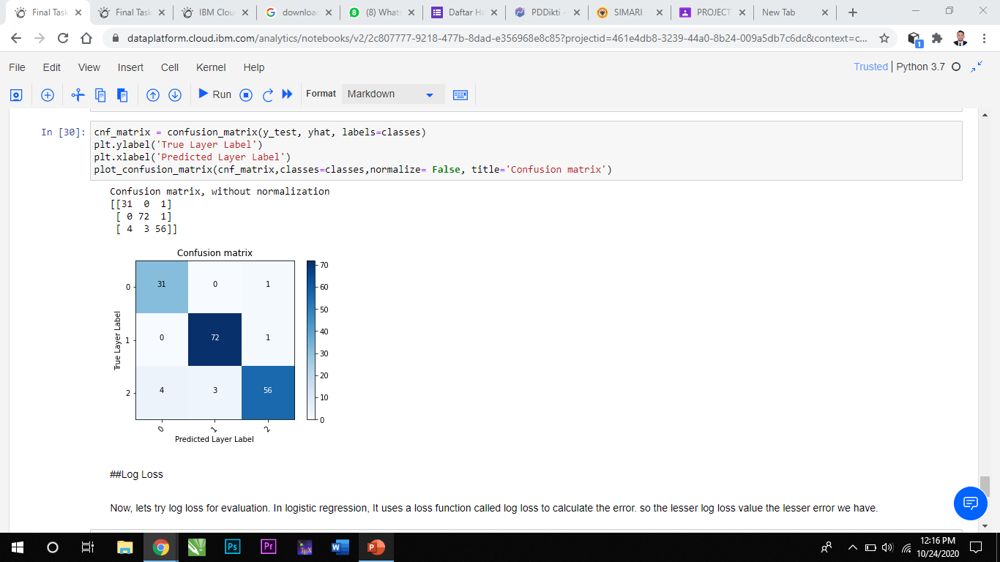 Final Task
Final Task
IBM Clou
download
(8) Whats
Daftar Ha
PDDikti -
SIMARI
PROJECT
New Tab
dataplatform.cloud.ibm.com/analytics/notebooks/v2/2c807777-9218-477b-8dad-e356968e8c85?projectid=461e4db8-3239-44a0-8b24-009a5db7c6dc&context=c...
1
File Edit View Insert Cell Kernel Help
Trusted | Python 3.7
Run
Format
Markdown
In [30]:
cnf_matrix = confusion_matrix(y_test, yhat, labels=classes)
plt.ylabel('True Layer Label')
plt.xlabel('Predicted Layer Label')
plot_confusion_matrix(cnf_matrix,classes=classes,normalize= False, title='Confusion matrix')
Confusion matrix, without normalization
[[31 0 1]
[ 0 72 1]
[ 4 3 56]]
Confusion matrix
70
60
50
40
30
20
10
0
True Layer Label
0
31 0 1
1
0 72 1
2
4 3 56
0 1 2
Predicted Layer Label
##Log Loss
Now, lets try log loss for evaluation. In logistic regression, It uses a loss function called log loss to calculate the error. so the lesser log loss value the lesser error we have.
Ps
Pr
TEX
W
P
12:16 PM
10/24/2020